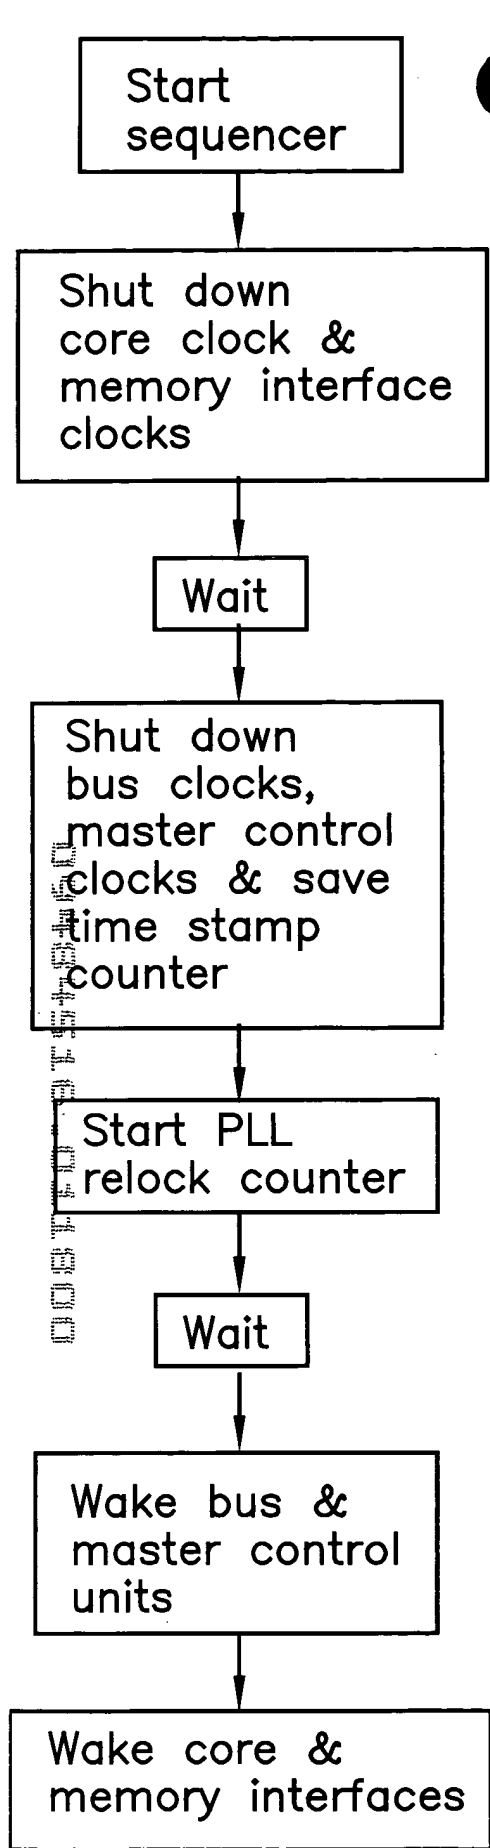 Start
sequencer
Shut down
core clock &
memory interface
clocks
Wait
Shut down
bus clocks,
master control
clocks & save
time stamp
counter
Start PLL
relock counter
Wait
Wake bus &
master control
units
Wake core &
memory interfaces